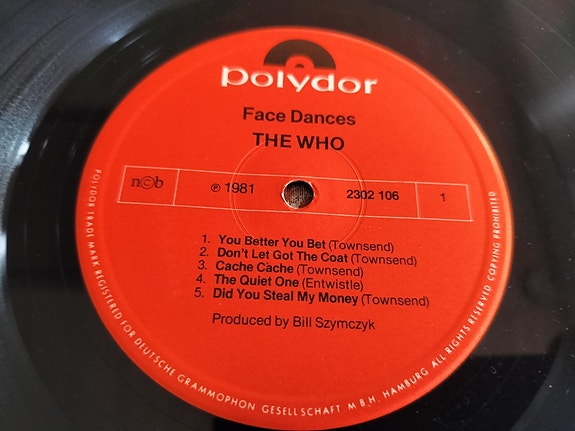 polydor
Face Dances
THE WHO
n©b ℗ 1981 2302 106 1
1. You Better You Bet (Townsend)
2. Don't Let Got The Coat (Townsend)
3. Cache Cache (Townsend)
4. The Quiet One (Entwistle)
5. Did You Steal My Money (Townsend)
Produced by Bill Szymczyk
POLYDOR TRADE MARK REGISTERED FOR DEUTSCHE GRAMMOPHON GESELLSCHAFT M B.H. HAMBURG ALL RIGHTS RESERVED COPYING PROHIBITED